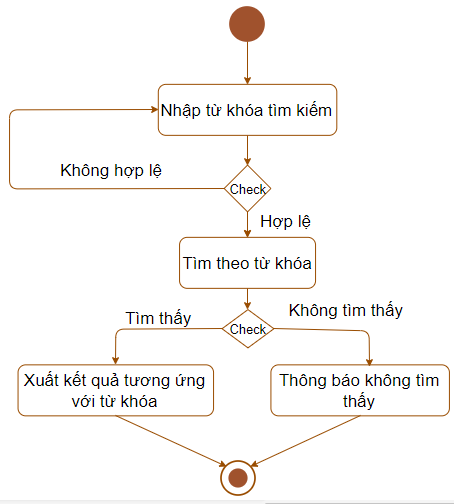 Nhập từ khóa tìm kiếm
Không hợp lệ
Check
Hợp lệ
Tìm theo từ khóa
Tìm thấy
Check
Không tìm thấy
Xuất kết quả tương ứng
với từ khóa
Thông báo không tìm
thấy